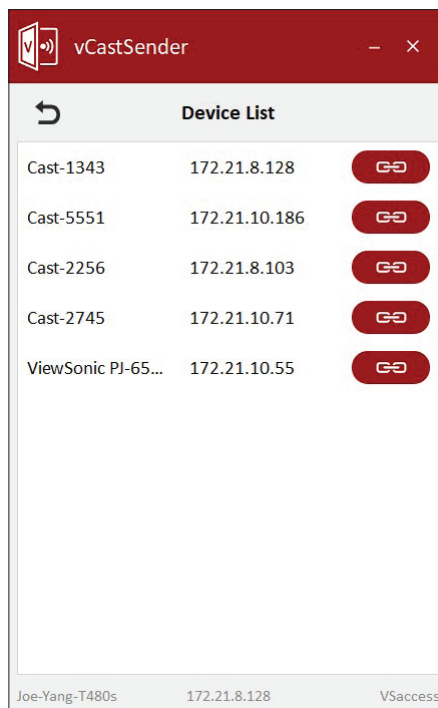 vCastSender
Device List
Cast-1343 172.21.8.128
Cast-5551 172.21.10.186
Cast-2256 172.21.8.103
Cast-2745 172.21.10.71
ViewSonic PJ-65... 172.21.10.55
Joe-Yang-T480s 172.21.8.128 VSaccess